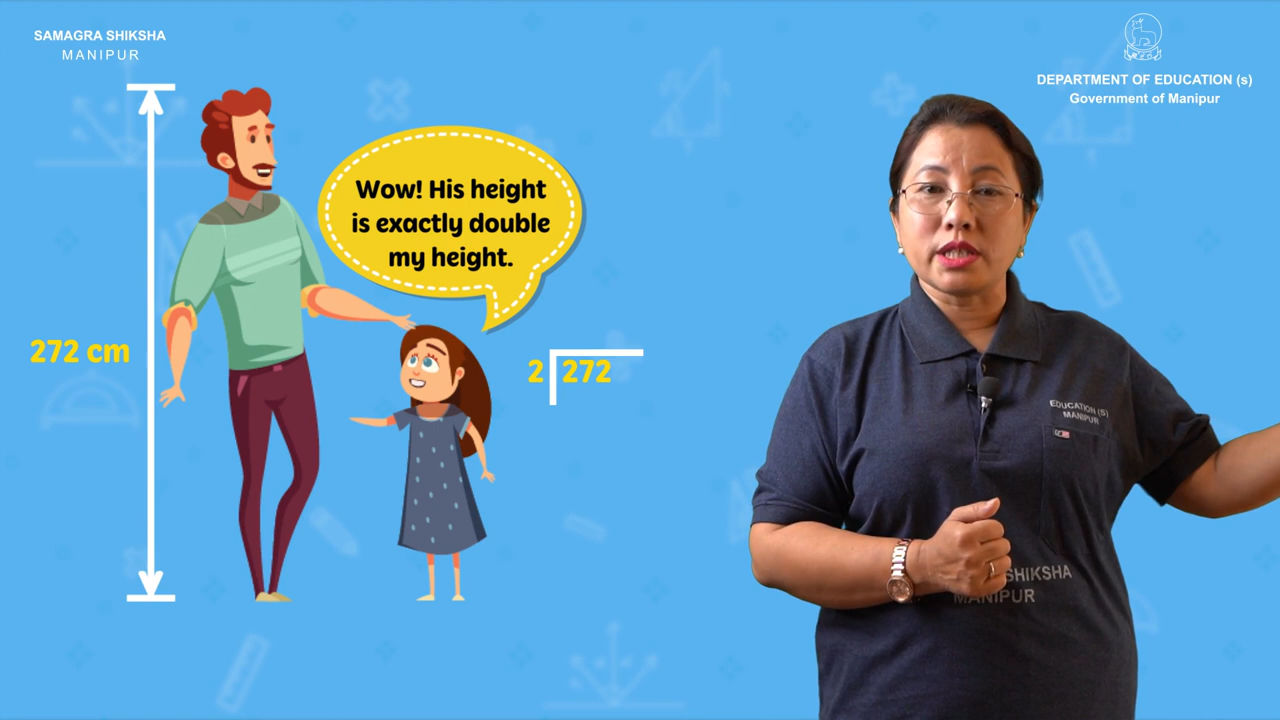 SAMAGRA SHIKSHA
MANIPUR
DEPARTMENT OF EDUCATION (s)
Government of Manipur
Wow! His height
is exactly double
my height.
272 cm
2 272
EDUCATION (S)
MANIPUR
SHIKSHA
MANIPUR